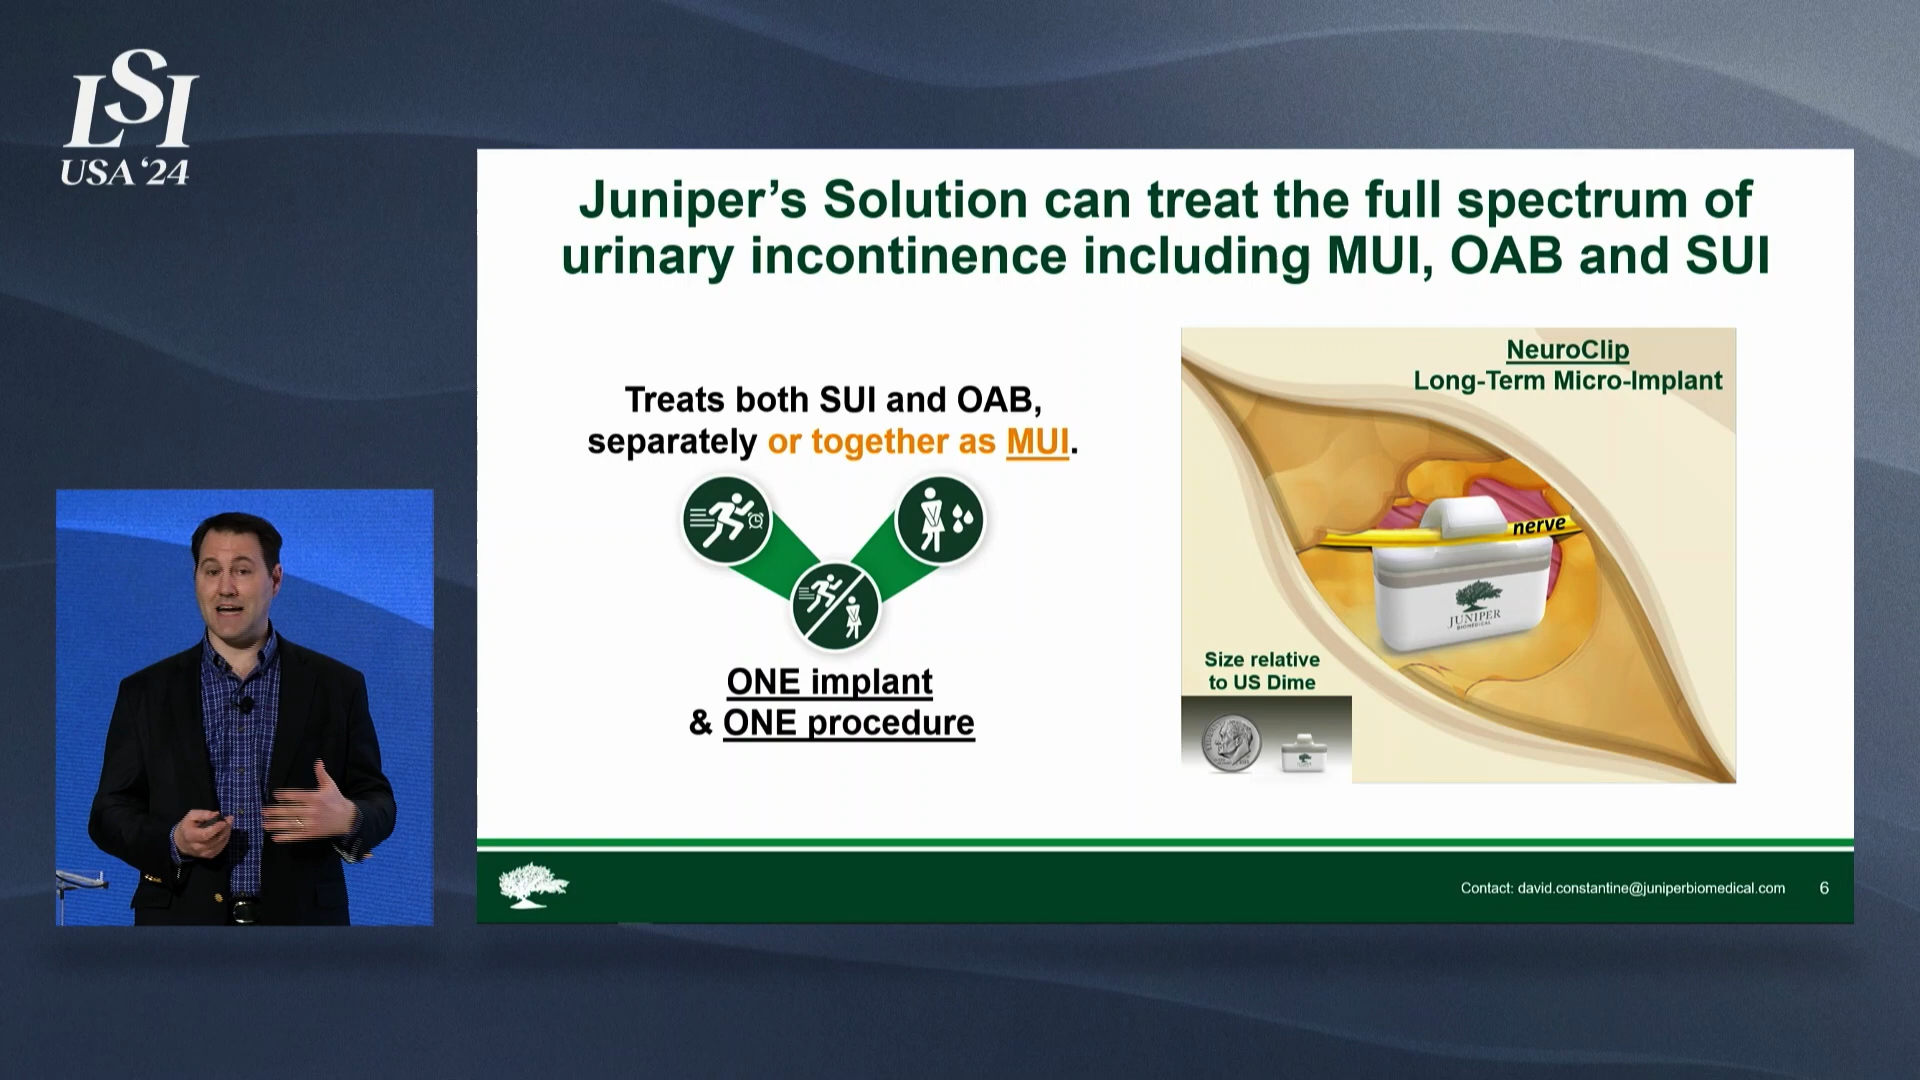 LSI
USA '24
Juniper's Solution can treat the full spectrum of
urinary incontinence including MUI, OAB and SUI
Treats both SUI and OAB,
separately or together as MUI.
ONE implant
& ONE procedure
NeuroClip
Long-Term Micro-Implant
nerve
JUNIPER
BIOMEDICAL
Size relative
to US Dime
Contact: david.constantine@juniperbiomedical.com
6